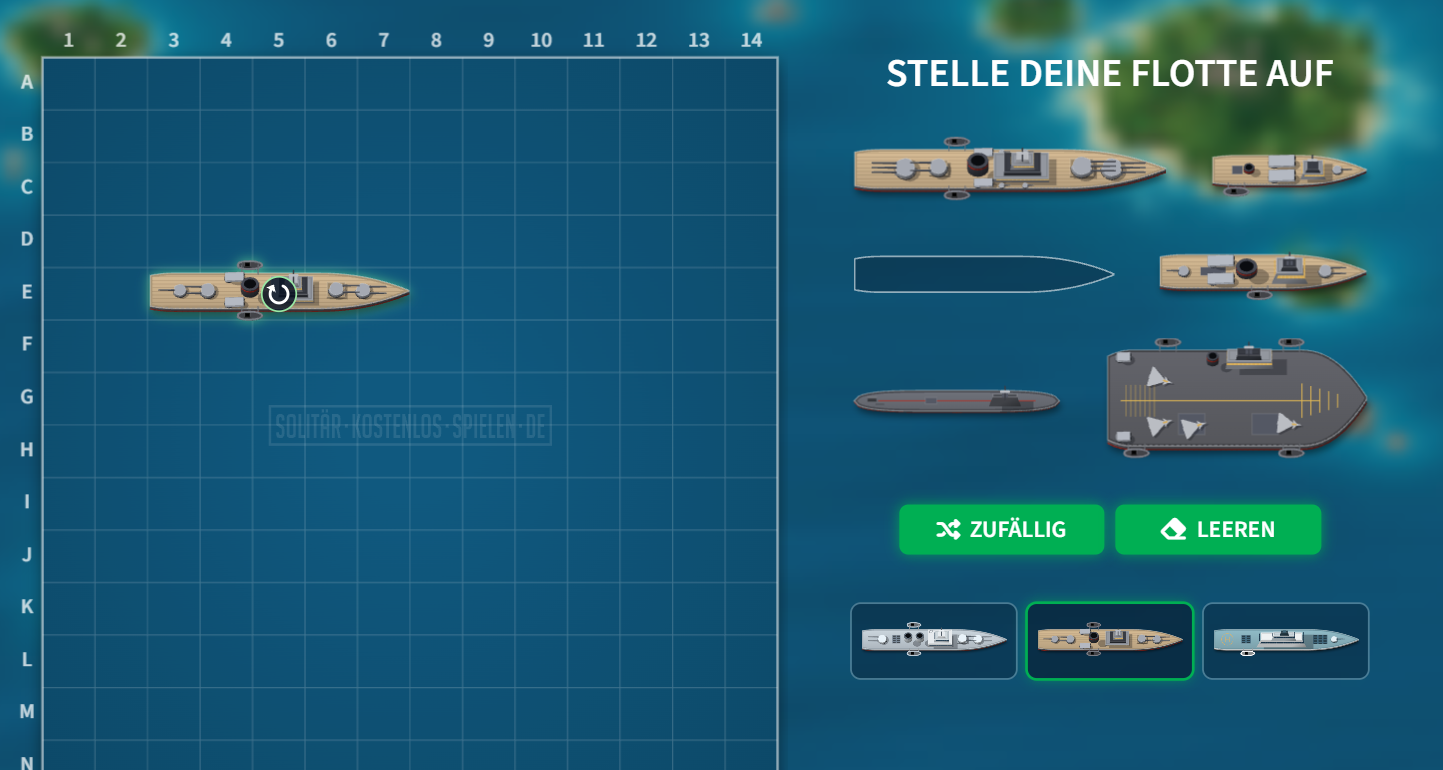 1 2 3 4 5 6 7 8 9 10 11 12 13 14
A
B
C
D
E
F
G
H
I
J
K
L
M
N
SOLITÄR·KOSTENLOS·SPIELEN·DE
STELLE DEINE FLOTTE AUF
ZUFÄLLIG
LEEREN